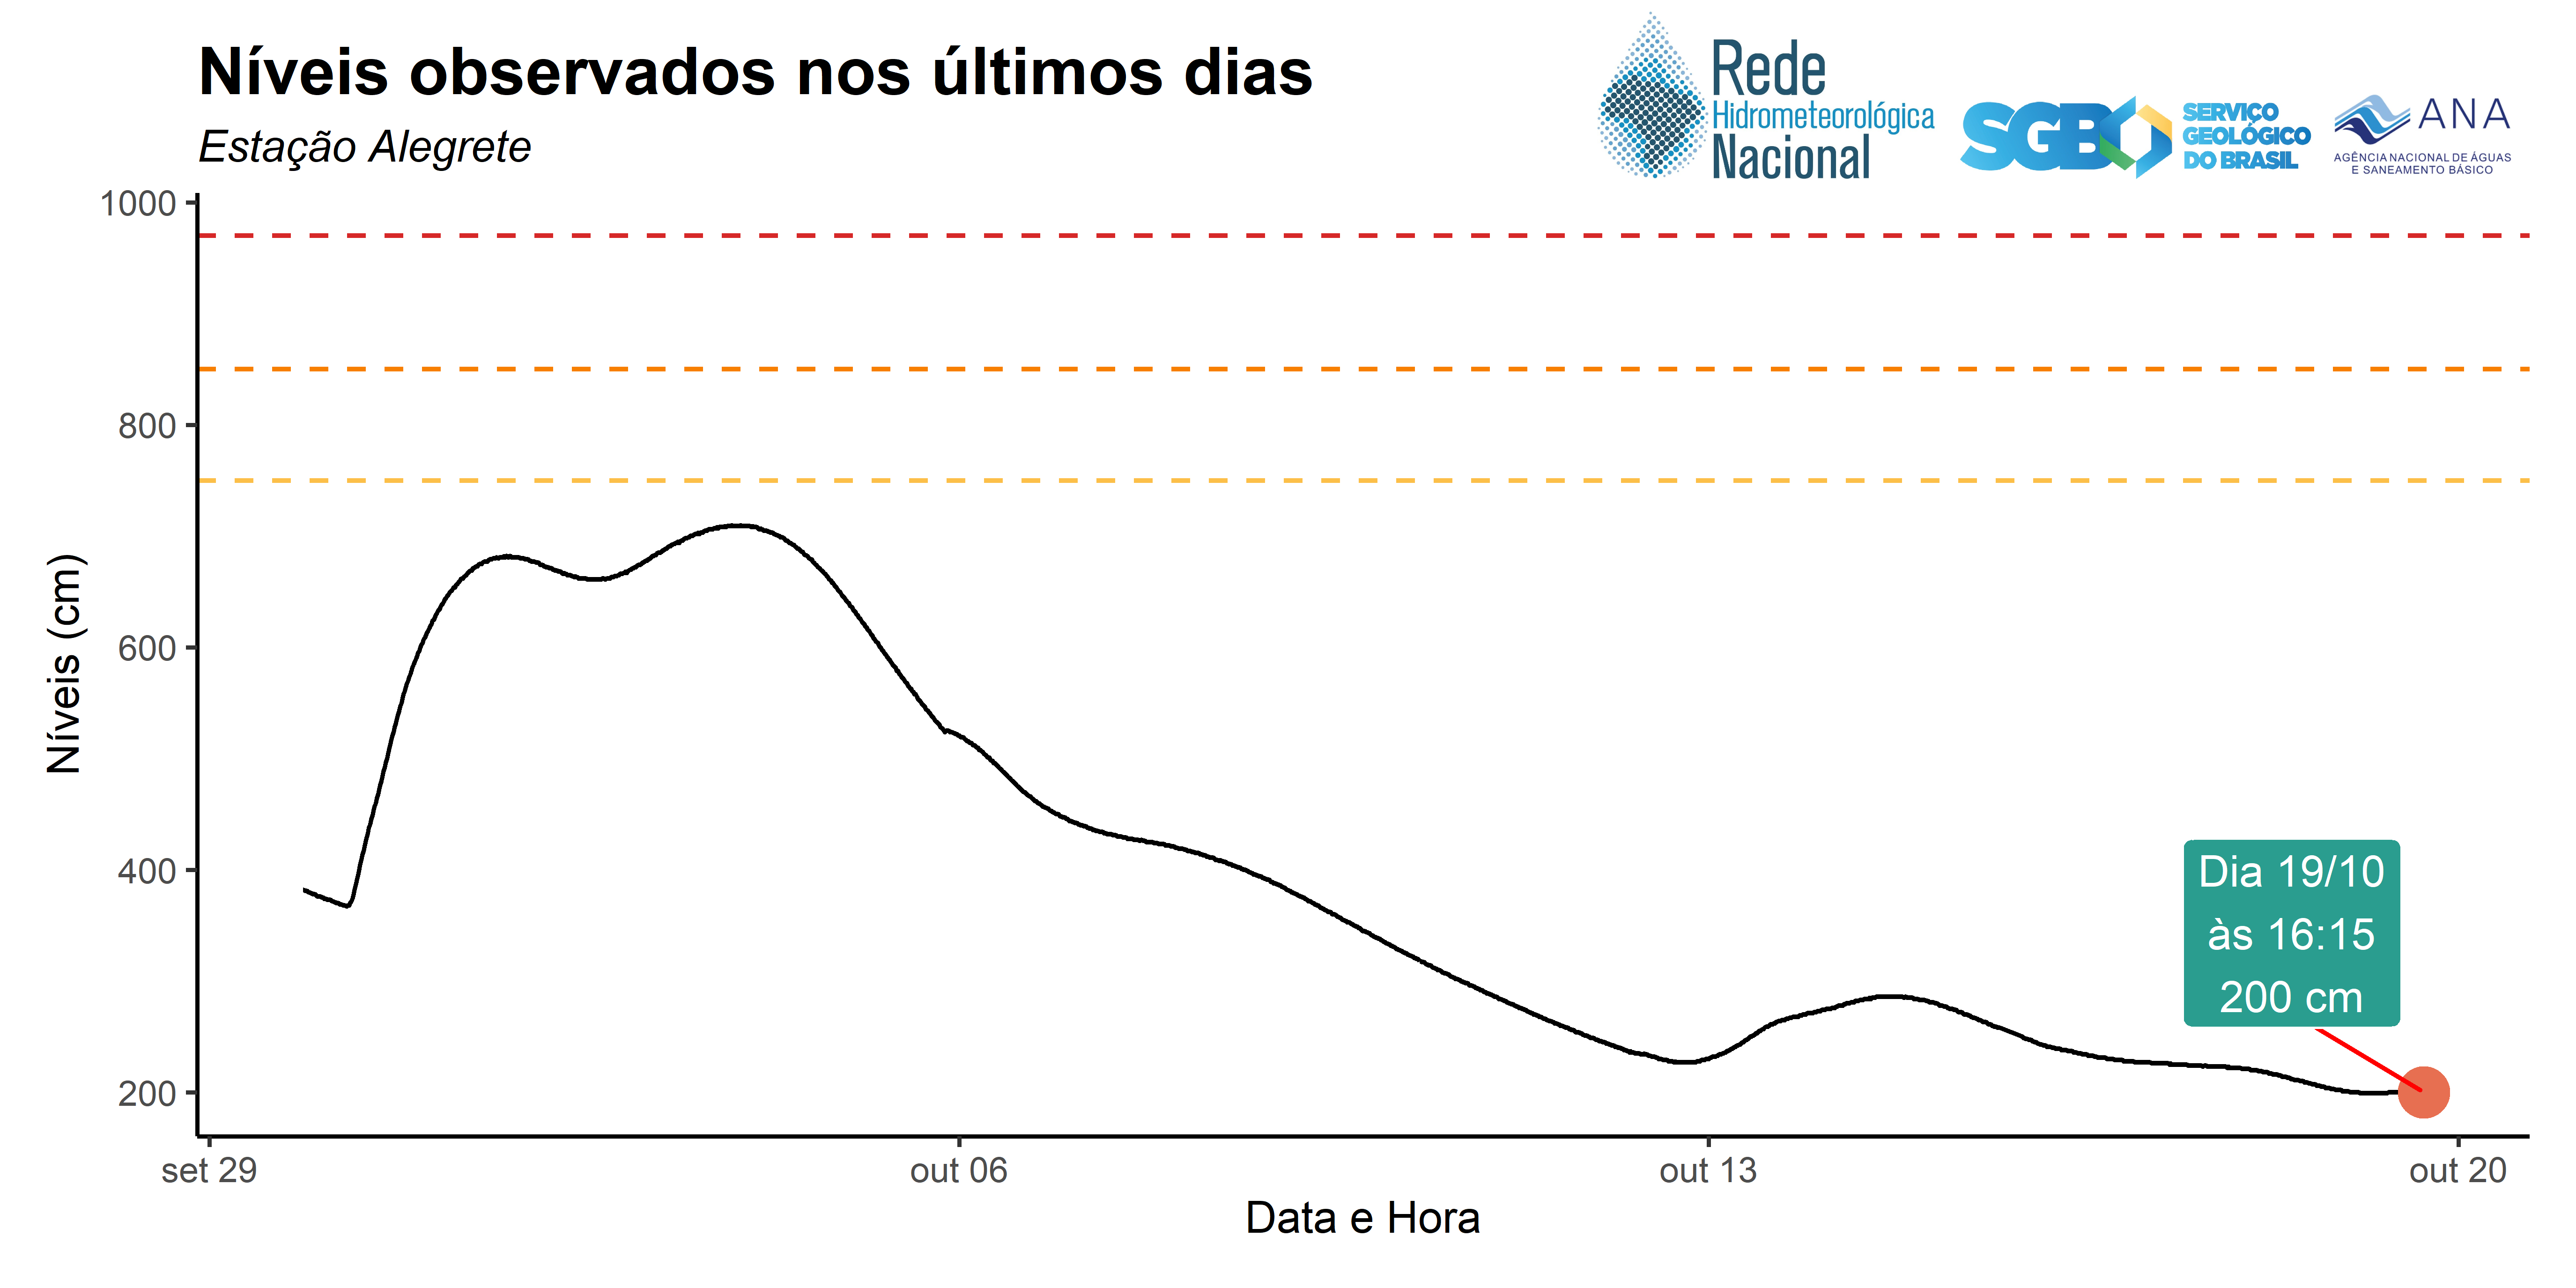 Níveis observados nos últimos dias
Estação Alegrete
Rede
Hidrometeorológica
Nacional
SGB
SERVIÇO
GEOLÓGICO
DO BRASIL
ANA
AGÊNCIA NACIONAL DE ÁGUAS
E SANEAMENTO BÁSICO
1000
800
600
400
200
Níveis (cm)
Dia 19/10
às 16:15
200 cm
set 29
out 06
out 13
out 20
Data e Hora